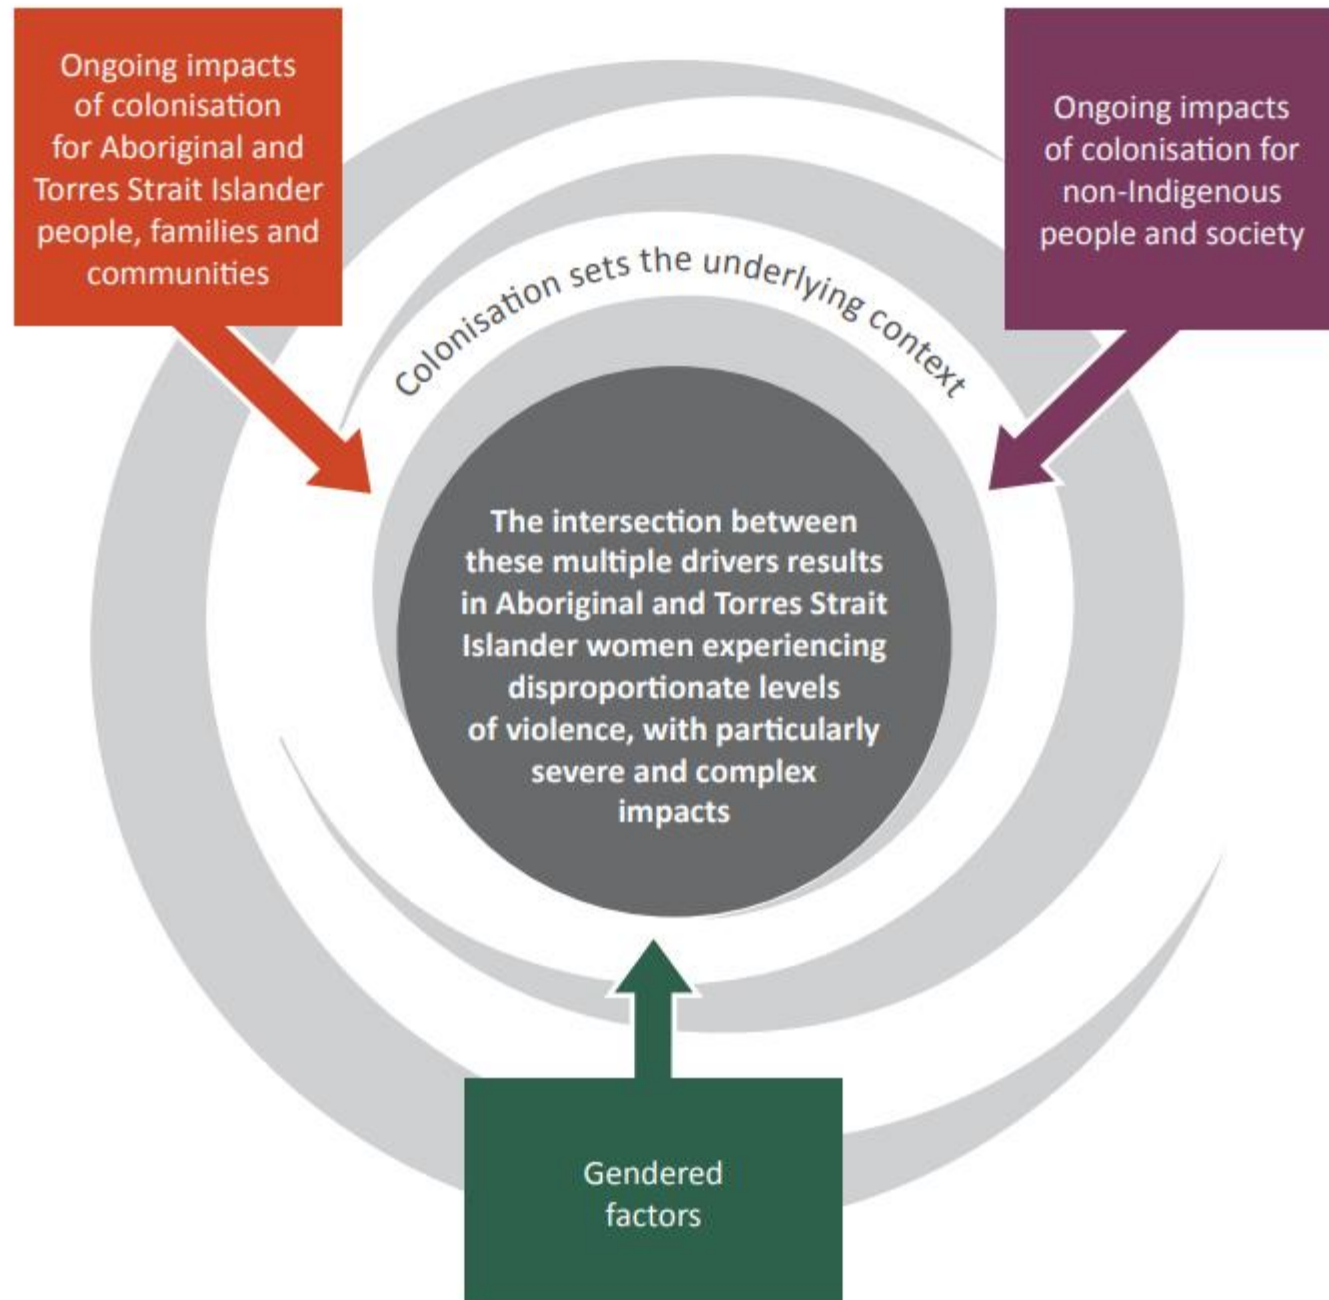 Ongoing impacts
of colonisation
for Aboriginal and
Torres Strait Islander
people, families and
communities
Ongoing impacts
of colonisation for
non-Indigenous
people and society
Colonisation sets the underlying context
The intersection between
these multiple drivers results
in Aboriginal and Torres Strait
Islander women experiencing
disproportionate levels
of violence, with particularly
severe and complex
impacts
Gendered
factors